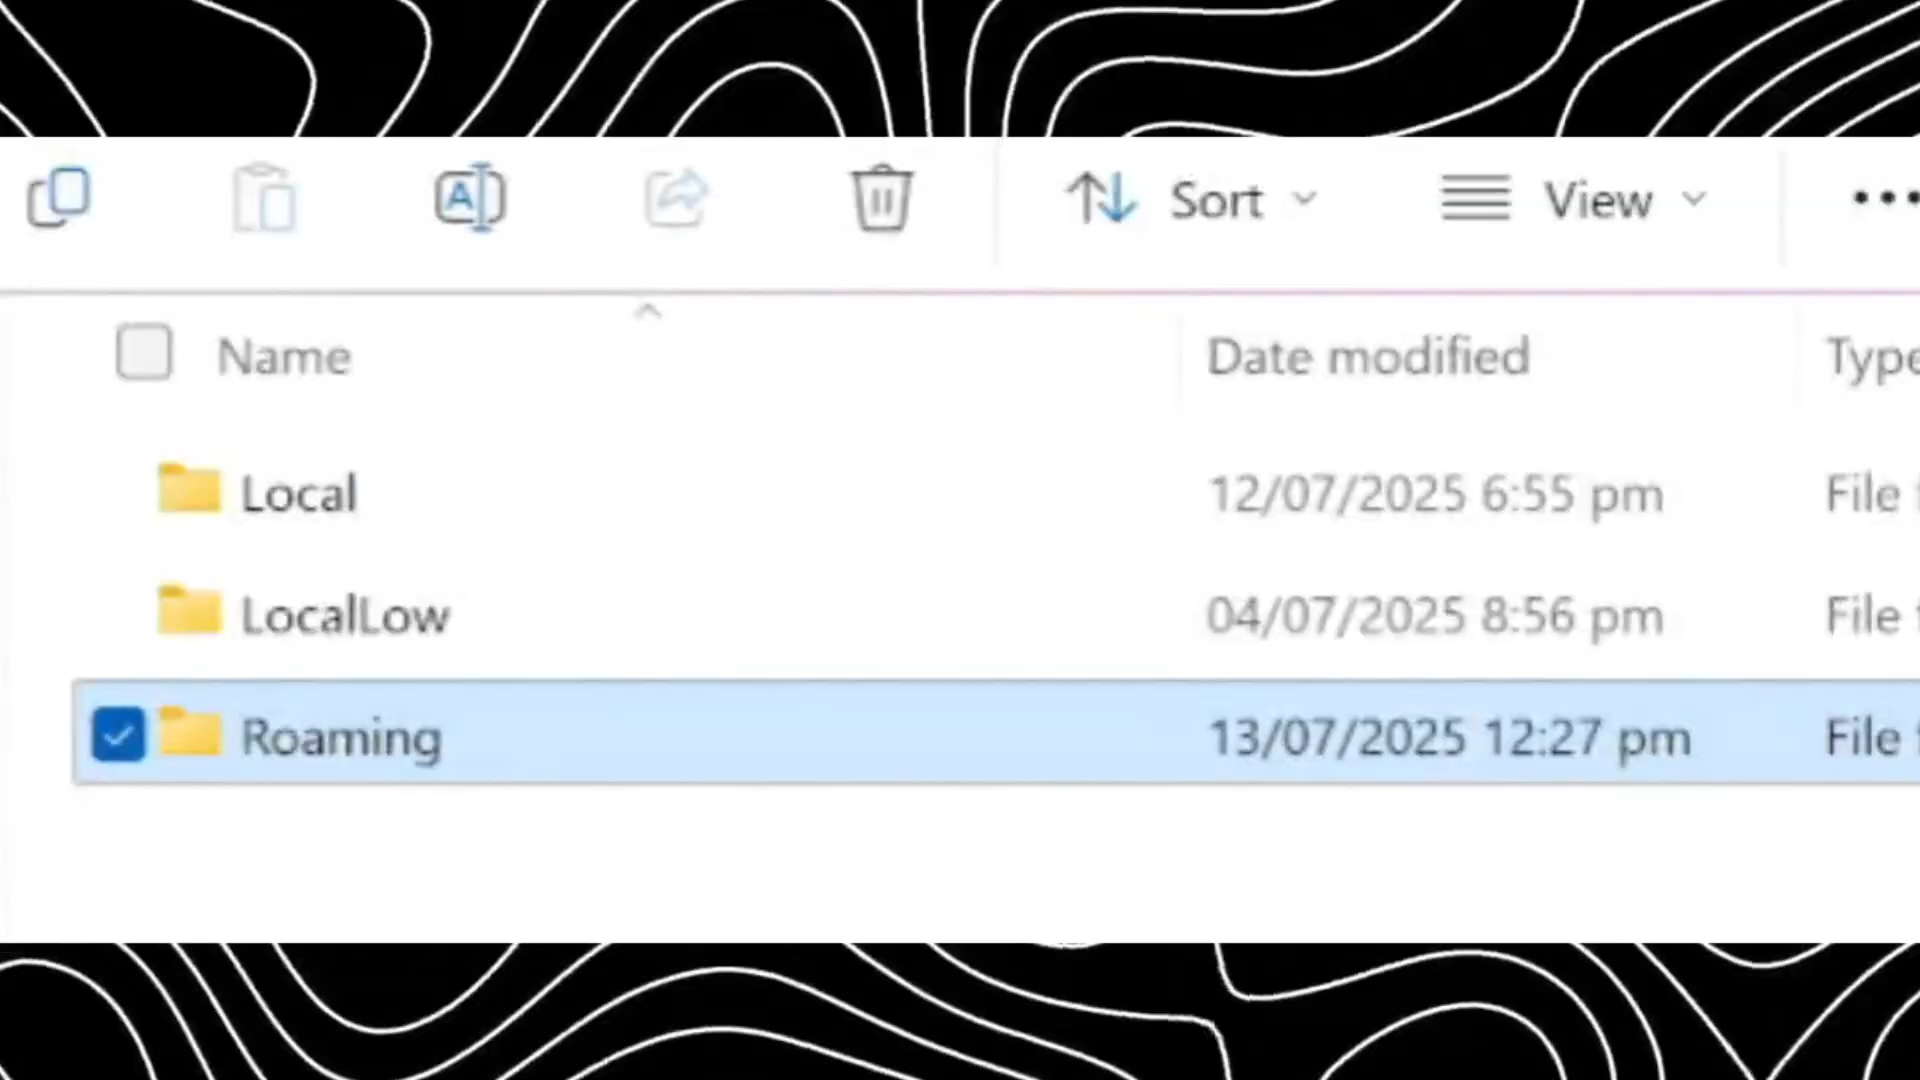 Sort View
Name Date modified Type
Local 12/07/2025 6:55 pm File
LocalLow 04/07/2025 8:56 pm File
Roaming 13/07/2025 12:27 pm File